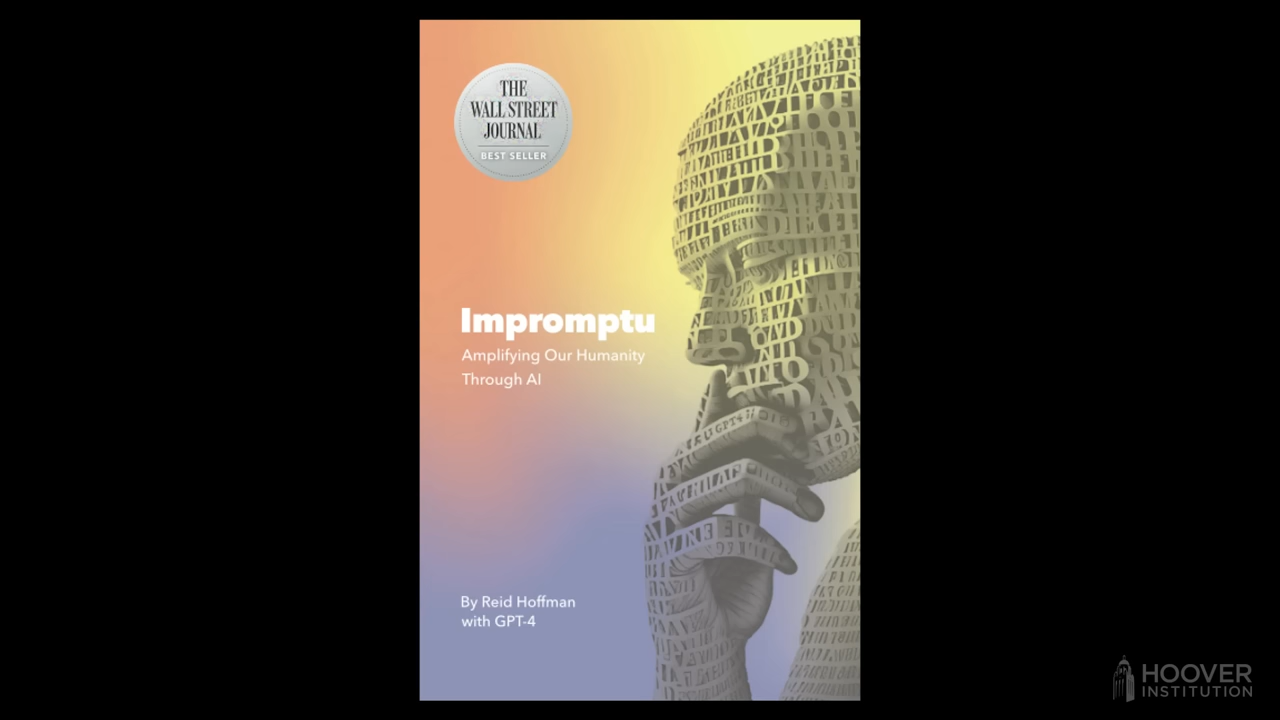 THE
WALL STREET
JOURNAL
BEST SELLER
Impromptu
Amplifying Our Humanity
Through AI
By Reid Hoffman
with GPT-4
HOOVER
INSTITUTION